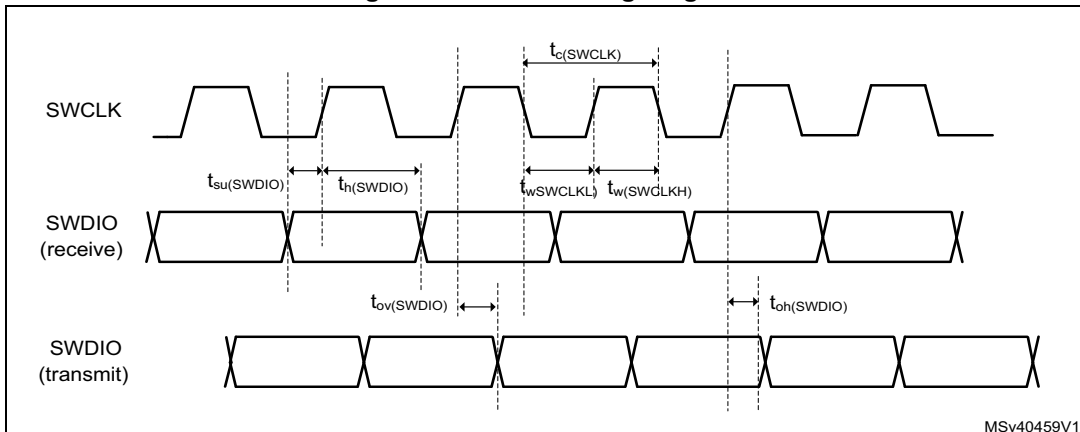 tc(SWCLK)
SWCLK
tsu(SWDIO)
th(SWDIO)
twSWCLKL)
tw(SWCLKH)
SWDIO
(receive)
tov(SWDIO)
toh(SWDIO)
SWDIO
(transmit)
MSv40459V1